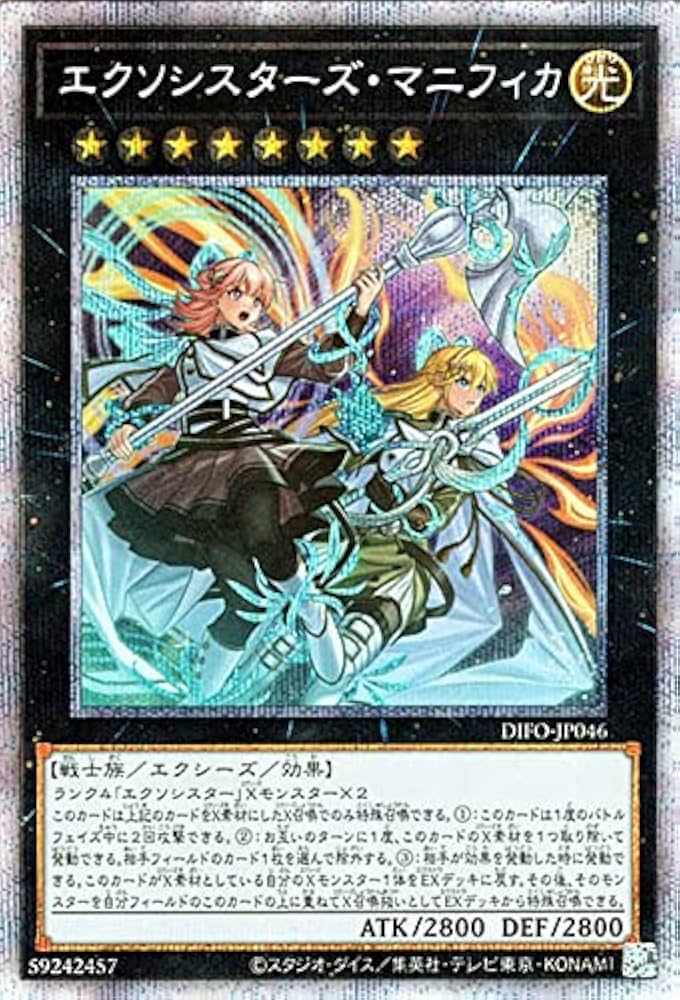 エクソシスターズ・マニフィカ
光
DIFO-JP046
【戦士族/エクシーズ/効果】
ランク4「エクソシスター」Xモンスター×2
このカードは上記のカードをX素材にしたX召喚でのみ特殊召喚できる。①:このカードは1度のバトル
フェイズ中に2回攻撃できる。②:お互いのターンに1度、このカードのX素材を1つ取り除いて
発動できる。相手フィールドのカード1枚を選んで除外する。③:相手が効果を発動した時に発動で
きる。このカードがX素材としている自分のXモンスター1体をEXデッキに戻す。その後、そのモン
スターを自分フィールドのこのカードの上に重ねてX召喚扱いとしてEXデッキから特殊召喚できる。
ATK/2800 DEF/2800
59242457
©スタジオ・ダイス/集英社・テレビ東京・KONAMI